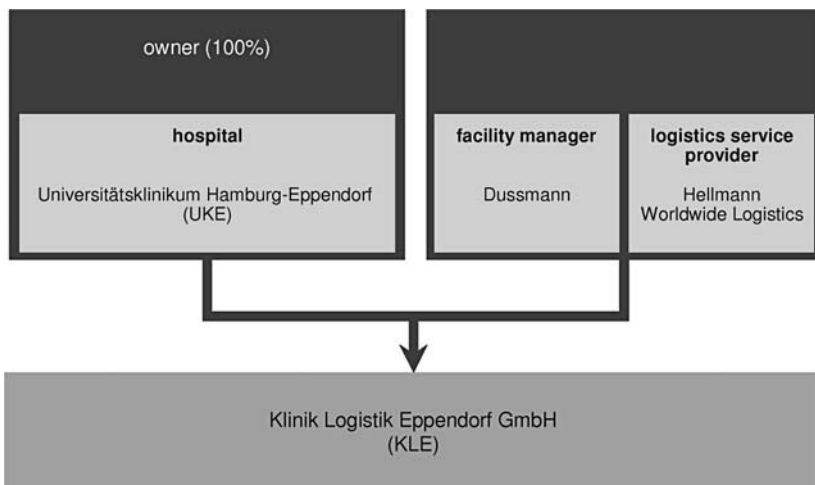 owner (100%)
hospital
Universitätsklinikum Hamburg-Eppendorf
(UKE)
facility manager
Dussmann
logistics service
provider
Hellmann
Worldwide Logistics
Klinik Logistik Eppendorf GmbH
(KLE)